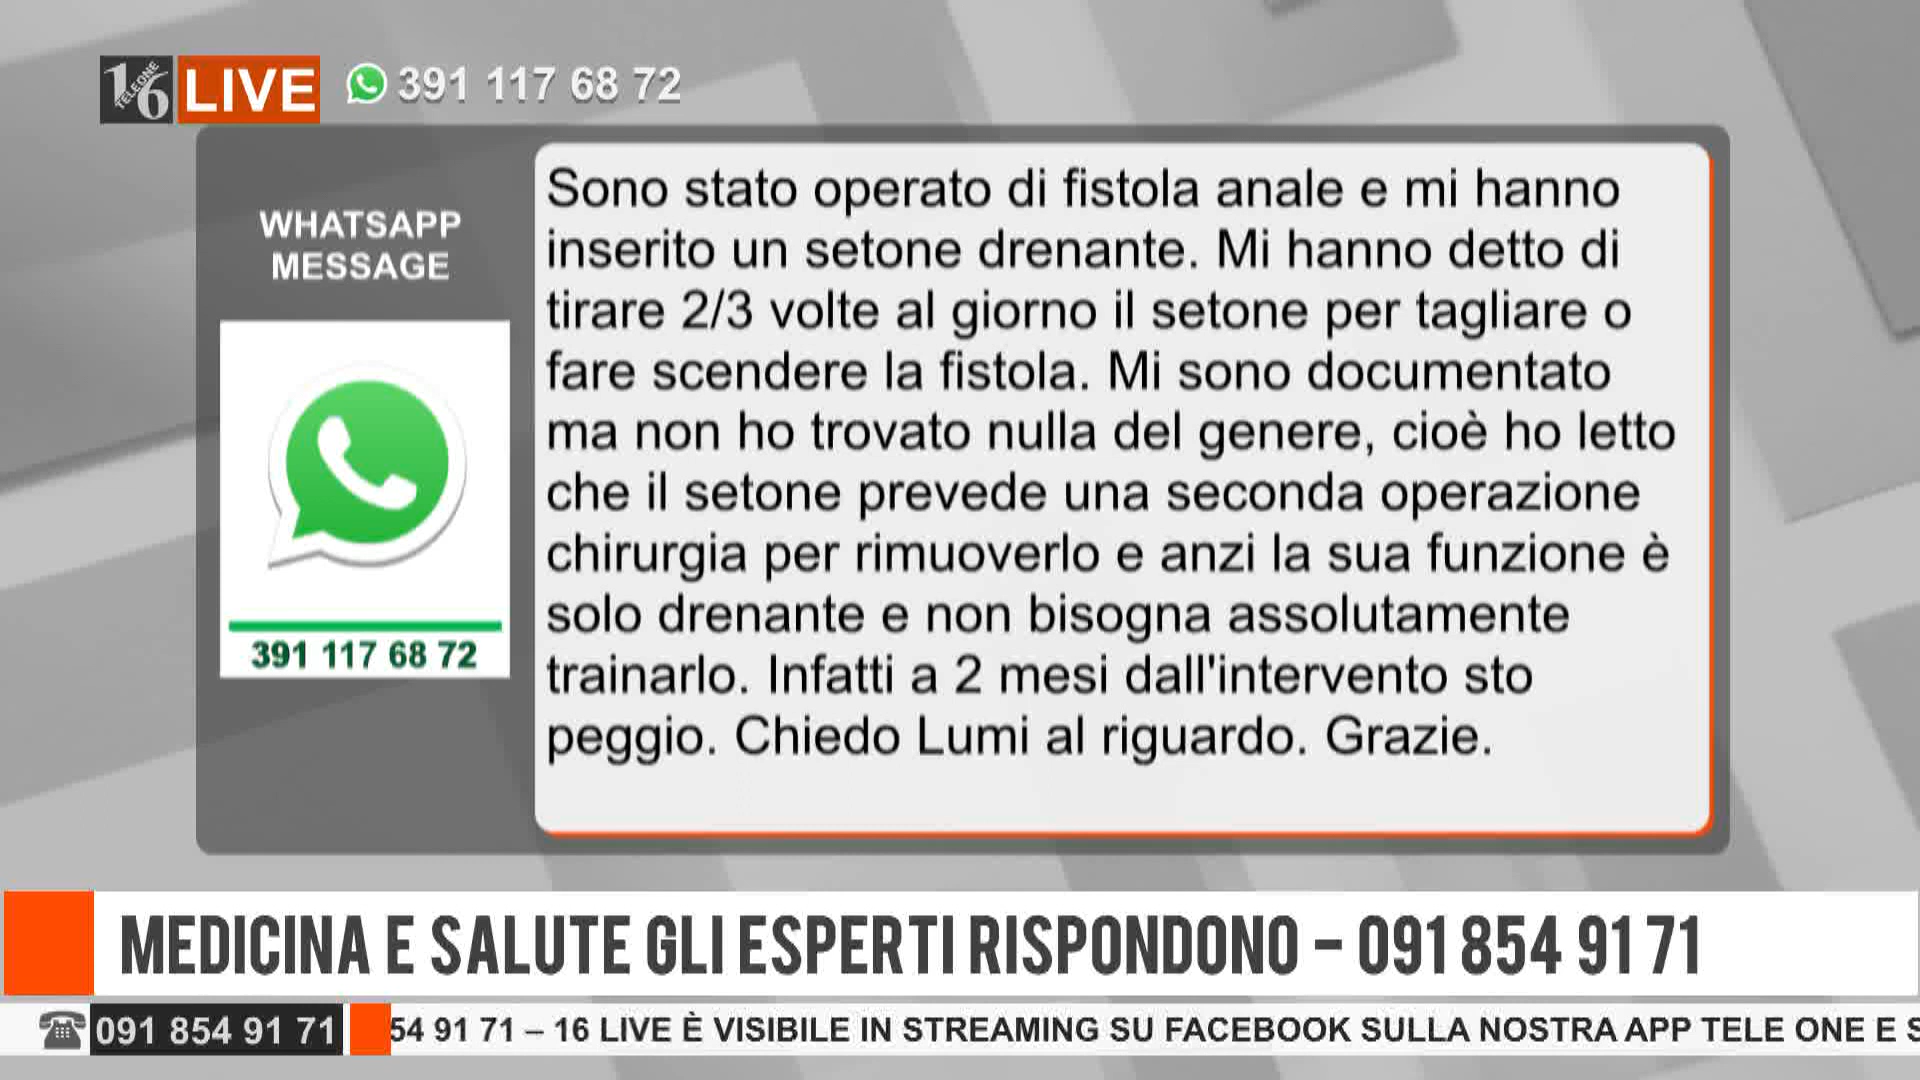 16 TELEONE LIVE 391 117 68 72
WHATSAPP
MESSAGE
391 117 68 72
Sono stato operato di fistola anale e mi hanno
inserito un setone drenante. Mi hanno detto di
tirare 2/3 volte al giorno il setone per tagliare o
fare scendere la fistola. Mi sono documentato
ma non ho trovato nulla del genere, cioè ho letto
che il setone prevede una seconda operazione
chirurgia per rimuoverlo e anzi la sua funzione è
solo drenante e non bisogna assolutamente
trainarlo. Infatti a 2 mesi dall'intervento sto
peggio. Chiedo Lumi al riguardo. Grazie.
MEDICINA E SALUTE GLI ESPERTI RISPONDONO – 091 854 91 71
091 854 91 71 54 91 71 – 16 LIVE È VISIBILE IN STREAMING SU FACEBOOK SULLA NOSTRA APP TELE ONE E S